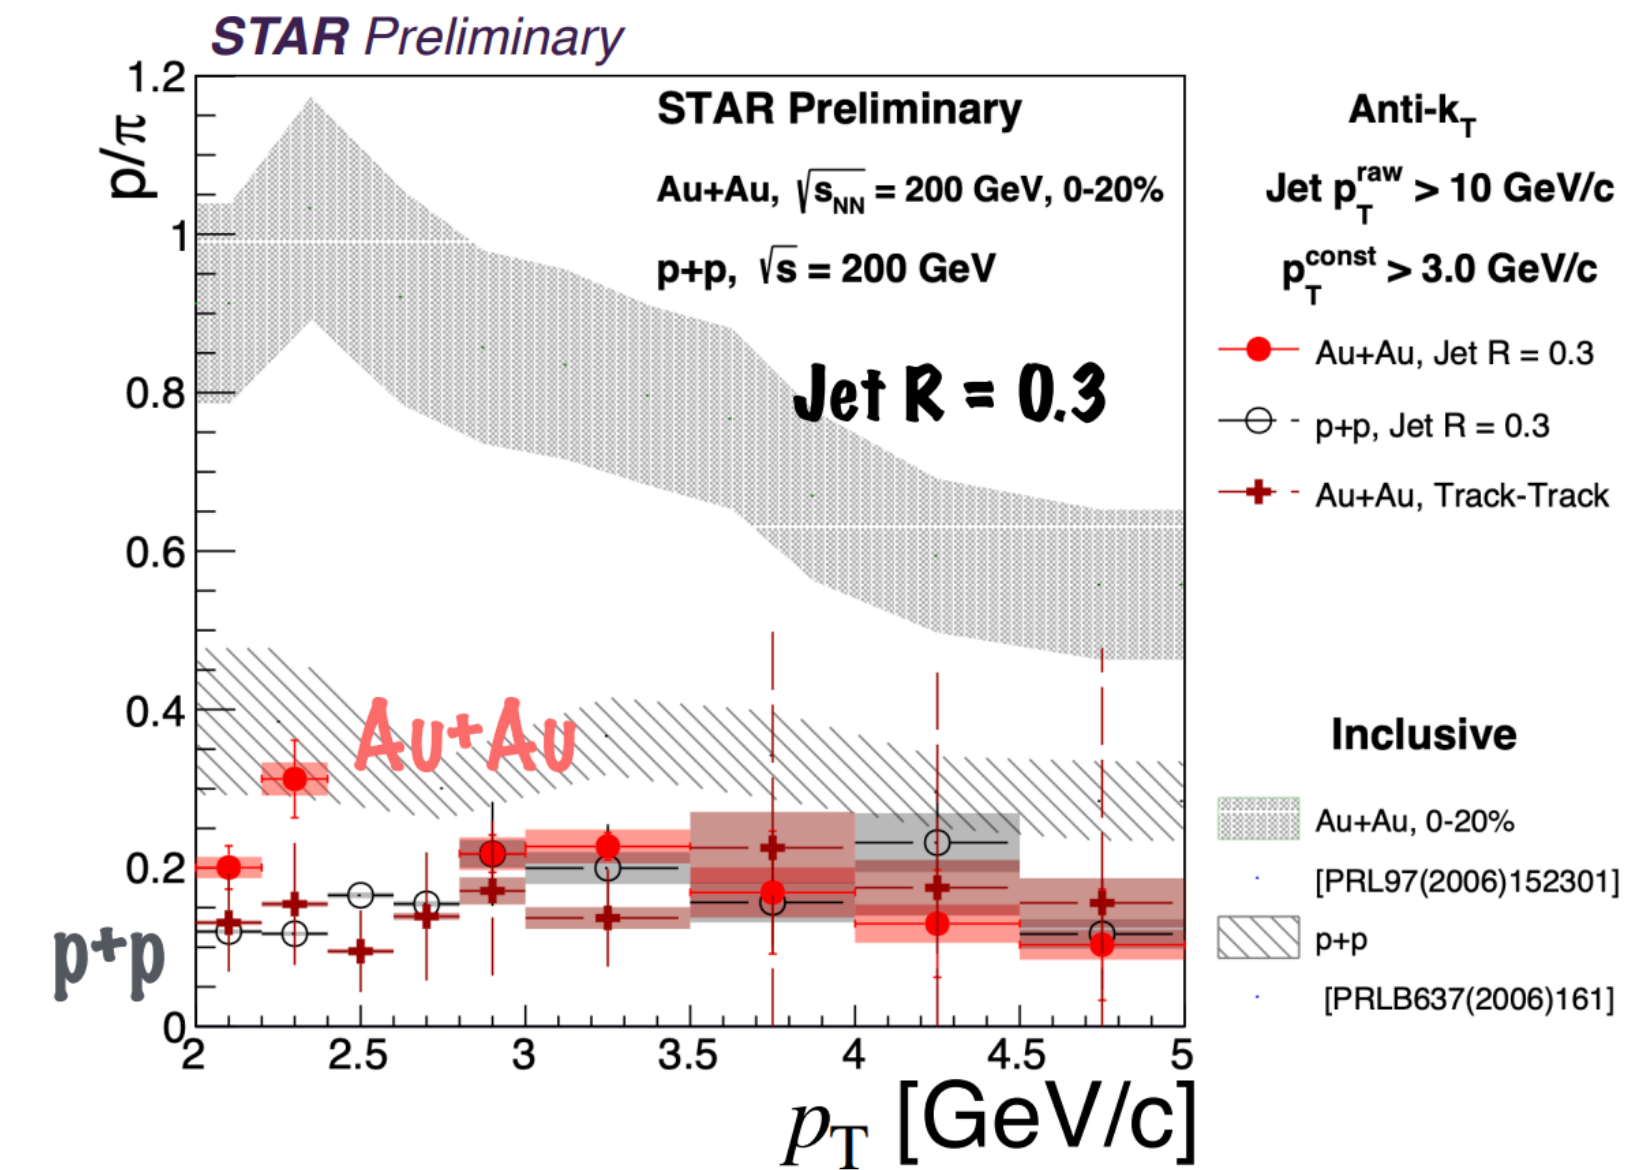 STAR Preliminary
1.2
1
0.8
0.6
0.4
0.2
0
p/π
STAR Preliminary
Au+Au, √sNN = 200 GeV, 0-20%
p+p, √s = 200 GeV
Jet R = 0.3
Au+Au
p+p
2 2.5 3 3.5 4 4.5 5
pT [GeV/c]
Anti-kT
Jet pTraw > 10 GeV/c
pTconst > 3.0 GeV/c
Au+Au, Jet R = 0.3
p+p, Jet R = 0.3
Au+Au, Track-Track
Inclusive
Au+Au, 0-20%
[PRL97(2006)152301]
p+p
[PRLB637(2006)161]